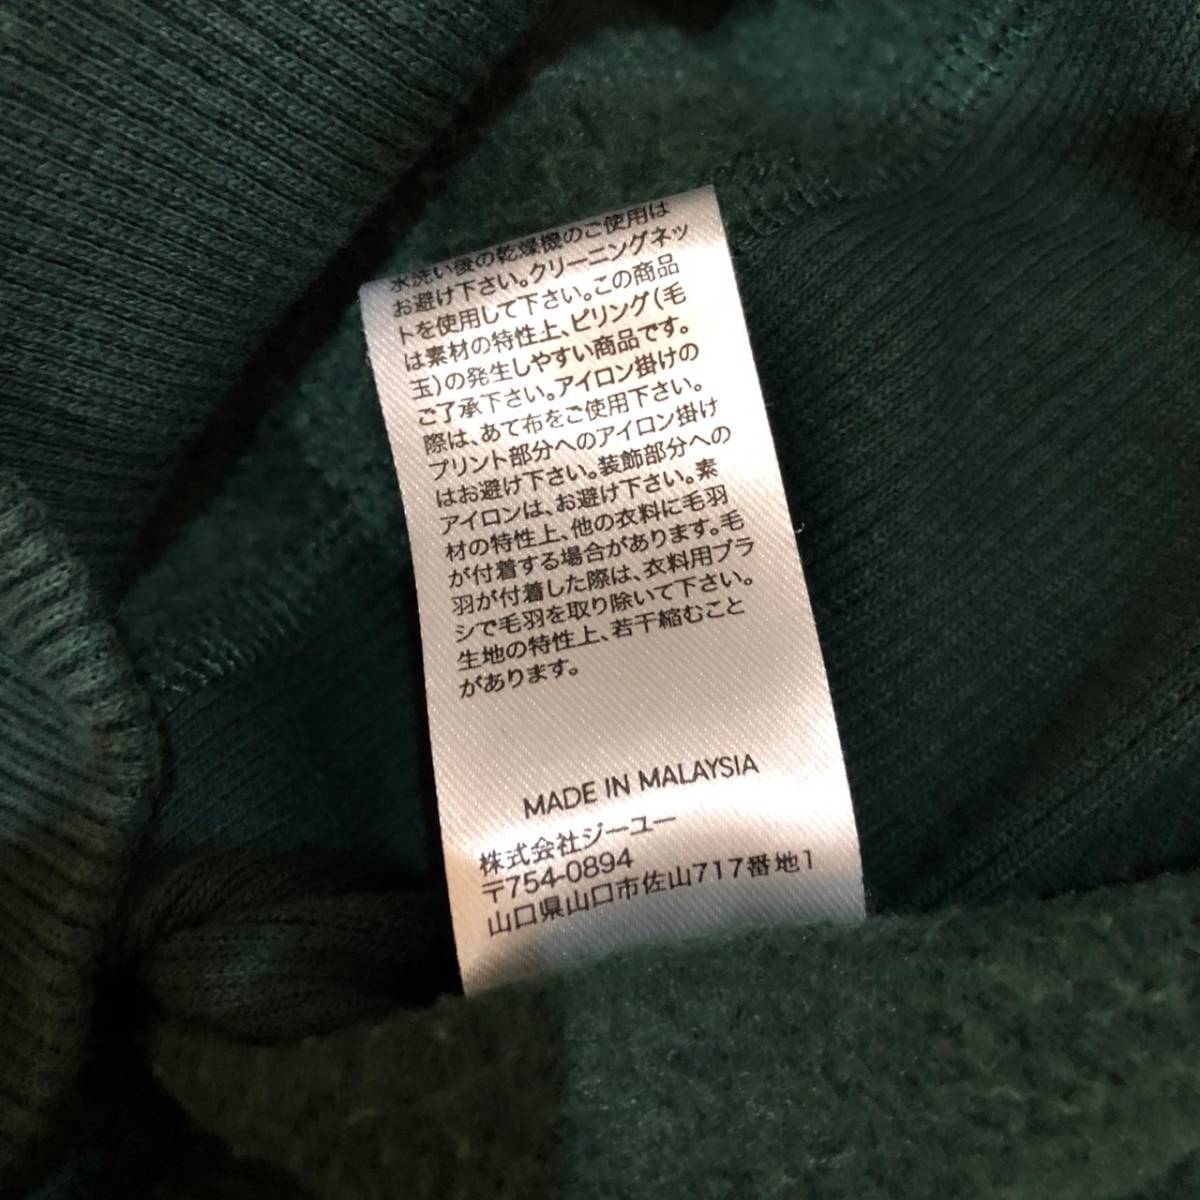 水洗い後の乾燥機のご使用は
お避け下さい。クリーニングネッ
トを使用して下さい。この商品
は素材の特性上、ピリング(毛
玉)の発生しやすい商品です。
ご了承下さい。アイロン掛けの
際は、あて布をご使用下さい。
プリント部分へのアイロン掛け
はお避け下さい。装飾部分への
アイロンは、お避け下さい。素
材の特性上、他の衣料に毛羽
が付着する場合があります。毛
羽が付着した際は、衣料用ブラ
シで毛羽を取り除いて下さい。
生地の特性上、若干縮むこと
があります。
MADE IN MALAYSIA
株式会社ジーユー
〒754-0894
山口県山口市佐山717番地1